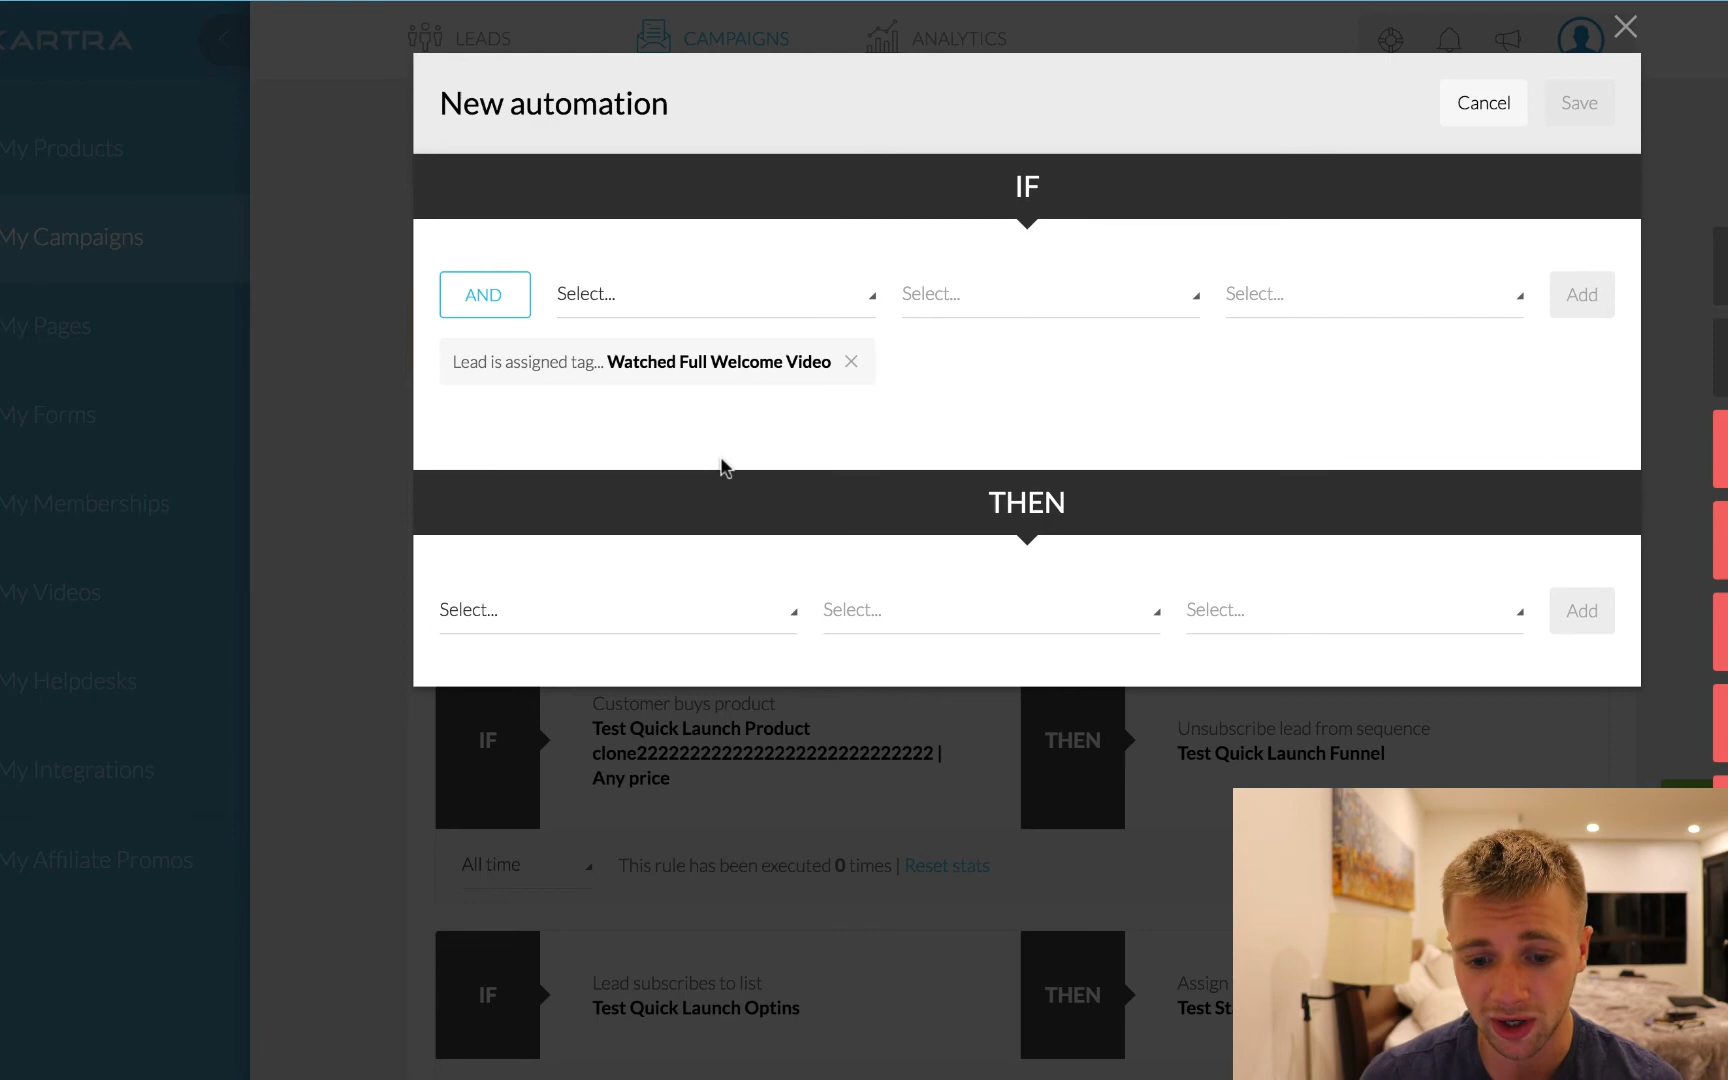 KARTRA
LEADS
CAMPAIGNS
ANALYTICS
My Products
My Campaigns
My Pages
My Forms
My Memberships
My Videos
My Helpdesks
My Integrations
My Affiliate Promos
New automation
Cancel
Save
IF
AND
Select...
Select...
Select...
Add
Lead is assigned tag... Watched Full Welcome Video
THEN
Select...
Select...
Select...
Add
IF
Customer buys product
Test Quick Launch Product
clone2222222222222222222222222222 |
Any price
THEN
Unsubscribe lead from sequence
Test Quick Launch Funnel
All time
This rule has been executed 0 times | Reset stats
IF
Lead subscribes to list
Test Quick Launch Optins
THEN
Assign
Test St